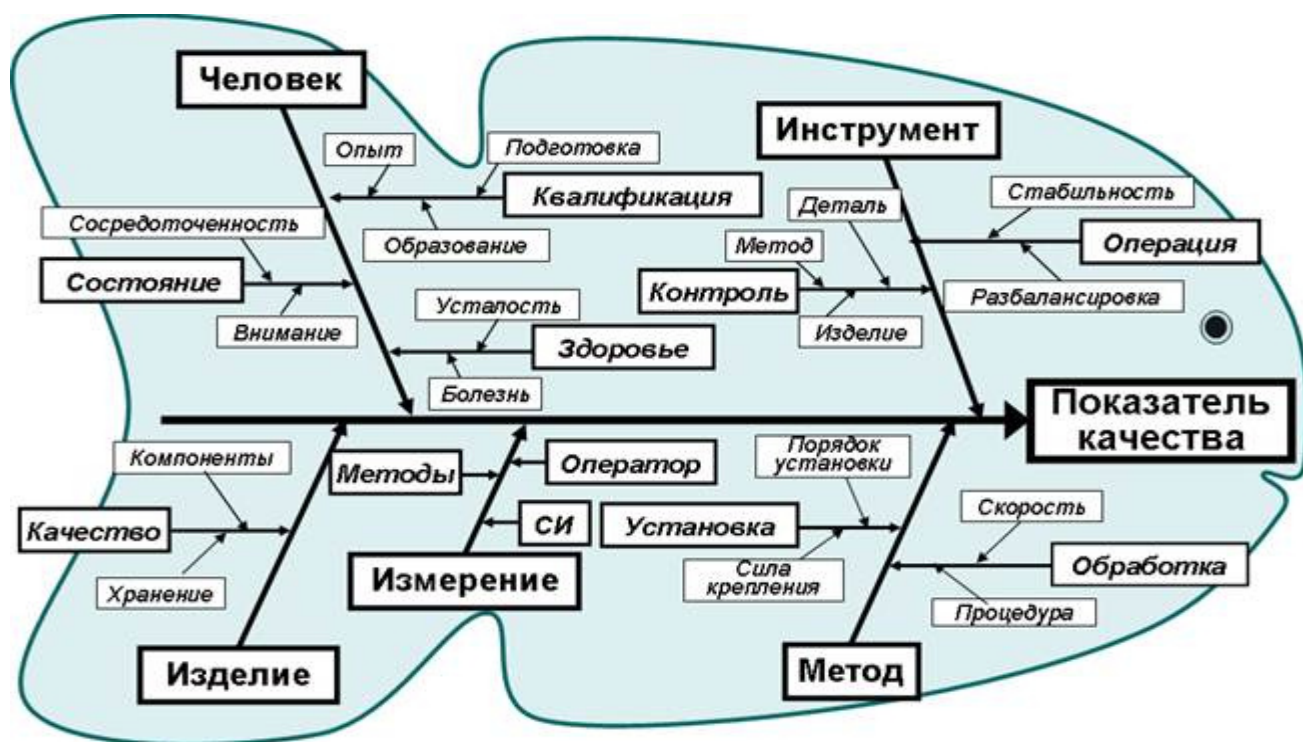 Человек
Инструмент
Опыт
Подготовка
Квалификация
Образование
Сосредоточенность
Состояние
Внимание
Усталость
Здоровье
Болезнь
Деталь
Метод
Контроль
Изделие
Стабильность
Операция
Разбалансировка
Показатель
качества
Компоненты
Качество
Хранение
Изделие
Методы
Оператор
СИ
Измерение
Порядок
установки
Установка
Сила
крепления
Скорость
Обработка
Процедура
Метод